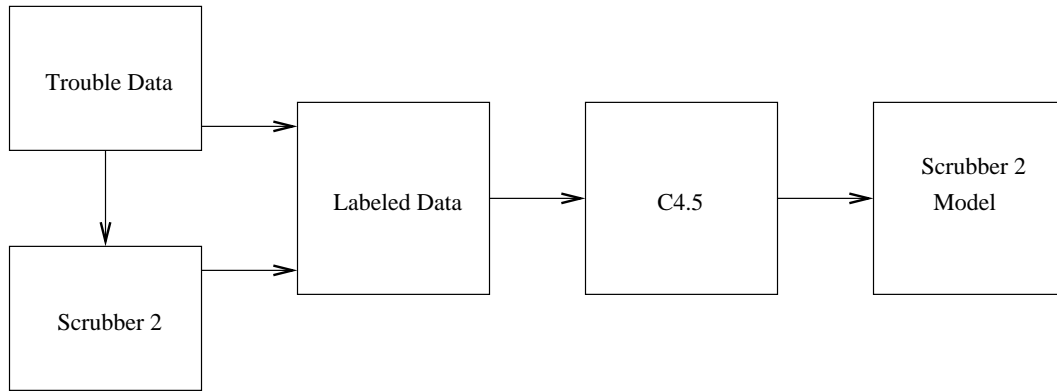 Trouble Data
Scrubber 2
Labeled Data
C4.5
Scrubber 2
Model